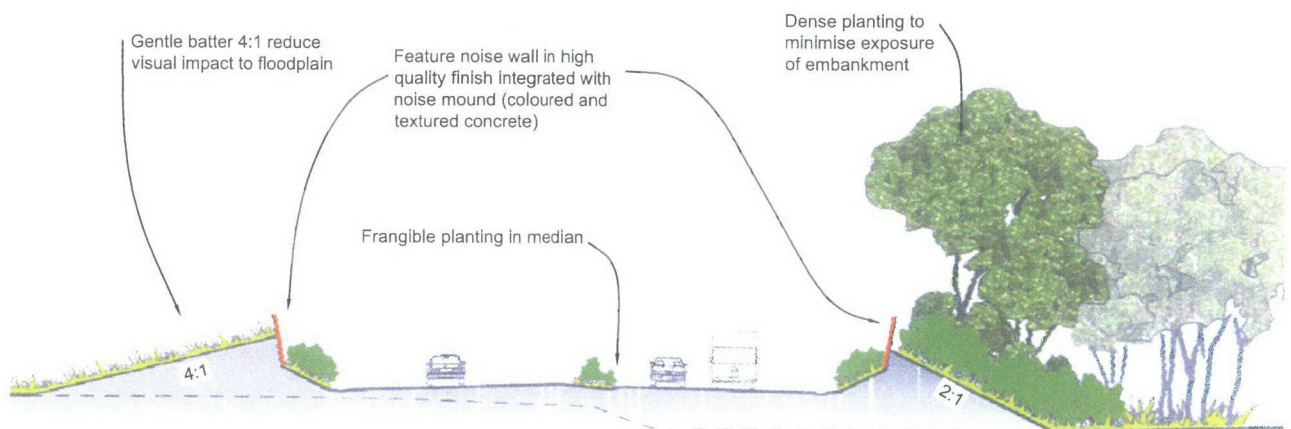 Gentle batter 4:1 reduce
visual impact to floodplain
Feature noise wall in high
quality finish integrated with
noise mound (coloured and
textured concrete)
Dense planting to
minimise exposure
of embankment
Frangible planting in median
4:1
2:1